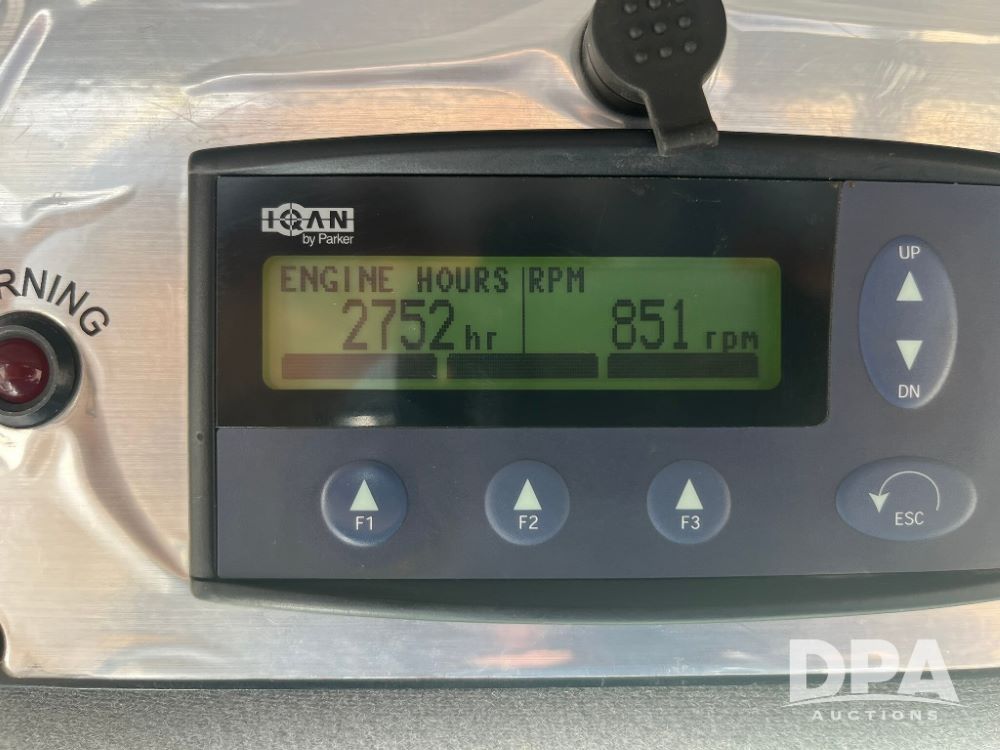 IQAN
by Parker
ENGINE HOURS RPM
2752 hr 851 rpm
UP
DN
RNING
F1 F2 F3 ESC
DPA
AUCTIONS